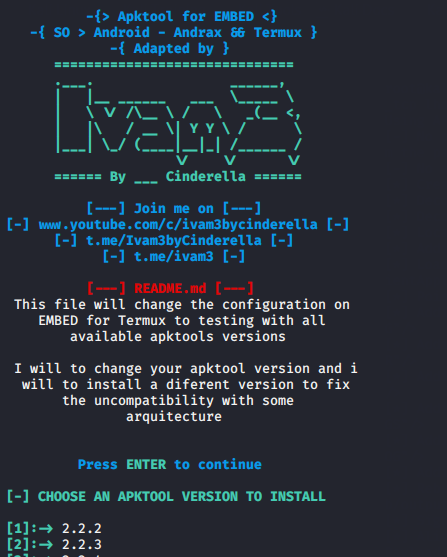 -{> Apktool for EMBED <}
-{ SO > Android - Andrax && Termux }
-{ Adapted by }
==============================
Ivam3
====== By ___ Cinderella ======
[---] Join me on [---]
[-] www.youtube.com/c/ivam3bycinderella [-]
[-] t.me/Ivam3byCinderella [-]
[-] t.me/ivam3 [-]
[---] README.md [---]
This file will change the configuration on
EMBED for Termux to testing with all
available apktools versions
I will to change your apktool version and i
will to install a diferent version to fix
the uncompatibility with some
arquitecture
Press ENTER to continue
[-] CHOOSE AN APKTOOL VERSION TO INSTALL
[1]:→ 2.2.2
[2]:→ 2.2.3